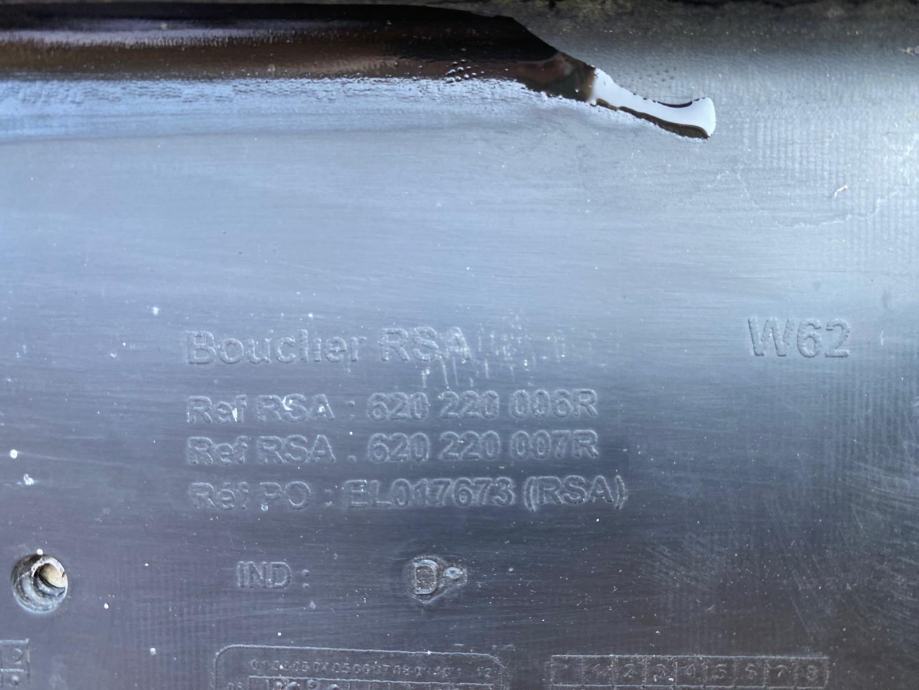 Bouclier RSA
W62
Ref RSA : 620 220 006R
Ref RSA : 620 220 007R
Réf PO : EL017673 (RSA)
IND : D